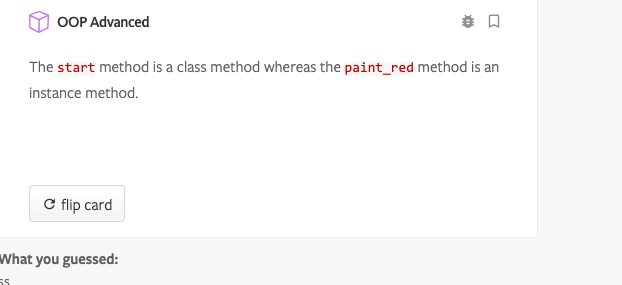 OOP Advanced
The start method is a class method whereas the paint_red method is an
instance method.
flip card
What you guessed:
ss